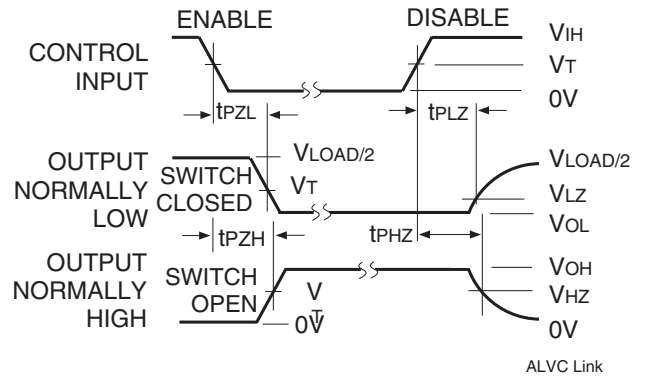 ENABLE
DISABLE
CONTROL
INPUT
VIH
VT
0V
tPZL
tPLZ
OUTPUT
NORMALLY
LOW
SWITCH
CLOSED
VLOAD/2
VT
VLOAD/2
VLZ
VOL
tPZH
tPHZ
OUTPUT
NORMALLY
HIGH
SWITCH
OPEN
VT
0V
VOH
VHZ
0V
ALVC Link